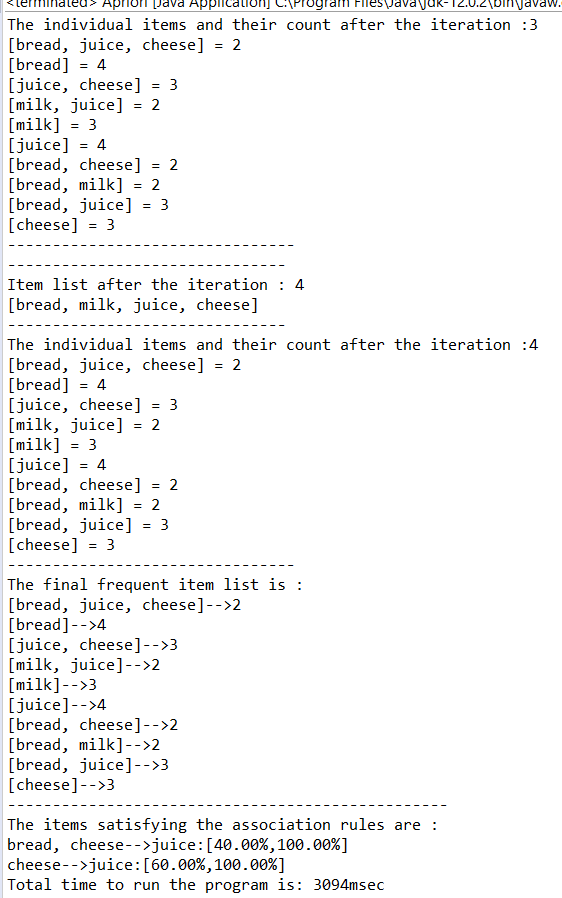 <terminated> Apriori [Java Application] C:\Program Files\Java\jdk-12.0.2\bin\javaw.
The individual items and their count after the iteration :3
[bread, juice, cheese] = 2
[bread] = 4
[juice, cheese] = 3
[milk, juice] = 2
[milk] = 3
[juice] = 4
[bread, cheese] = 2
[bread, milk] = 2
[bread, juice] = 3
[cheese] = 3
--------------------------------
-------------------------------
Item list after the iteration : 4
[bread, milk, juice, cheese]
-------------------------------
The individual items and their count after the iteration :4
[bread, juice, cheese] = 2
[bread] = 4
[juice, cheese] = 3
[milk, juice] = 2
[milk] = 3
[juice] = 4
[bread, cheese] = 2
[bread, milk] = 2
[bread, juice] = 3
[cheese] = 3
--------------------------------
The final frequent item list is :
[bread, juice, cheese]-->2
[bread]-->4
[juice, cheese]-->3
[milk, juice]-->2
[milk]-->3
[juice]-->4
[bread, cheese]-->2
[bread, milk]-->2
[bread, juice]-->3
[cheese]-->3
-------------------------------------------------
The items satisfying the association rules are :
bread, cheese-->juice:[40.00%,100.00%]
cheese-->juice:[60.00%,100.00%]
Total time to run the program is: 3094msec